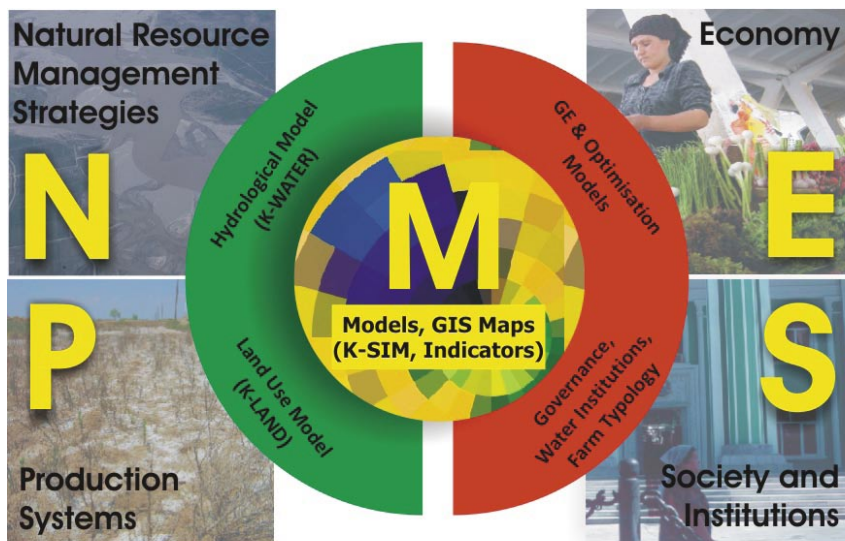 Natural Resource
Management
Strategies
N
Economy
E
Hydrological Model
(K-WATER)
GE & Optimisation
Models
M
Models, GIS Maps
(K-SIM, Indicators)
P
Production
Systems
Land Use Model
(K-LAND)
Governance,
Water Institutions,
Farm Typology
S
Society and
Institutions